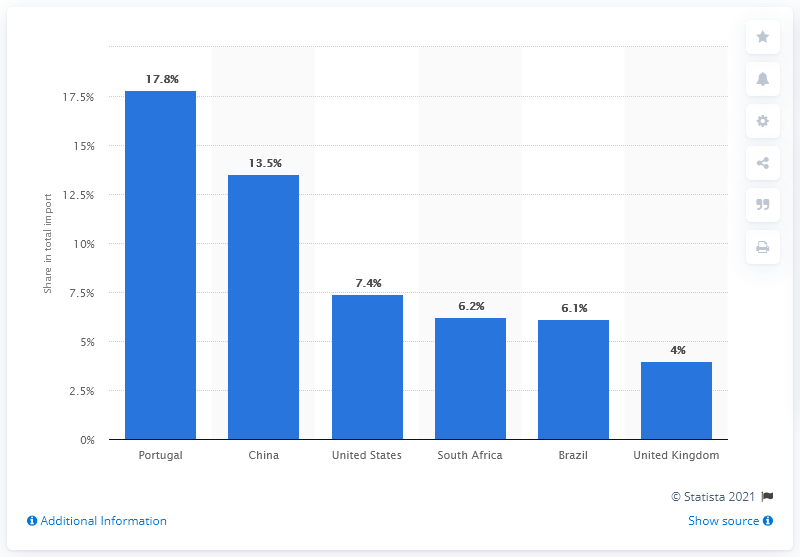 17.8%
17.5%
13.5%
15%
12.5%
10%
7.4%
7.5%
6.2%
6.1%
4%
5%
2.5%
0%
Share in total import
Portugal China United States South Africa Brazil United Kingdom
© Statista 2021
Additional Information
Show source